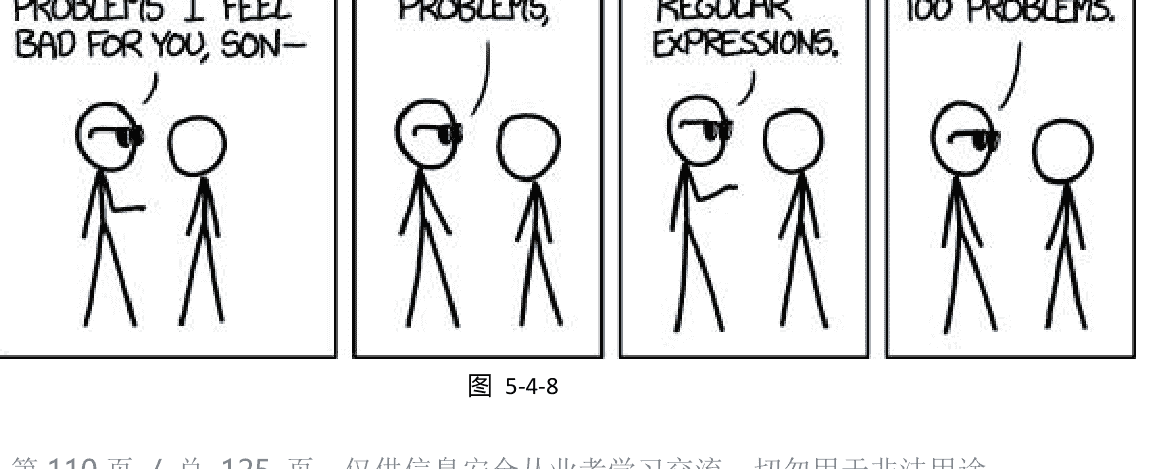 PROBLEMS I FEEL
BAD FOR YOU, SON—
PROBLEMS,
REGULAR
EXPRESSIONS.
100 PROBLEMS.
图 5-4-8
第 110 页 / 总 125 页 仅供信息安全从业者学习交流，切勿用于非法用途